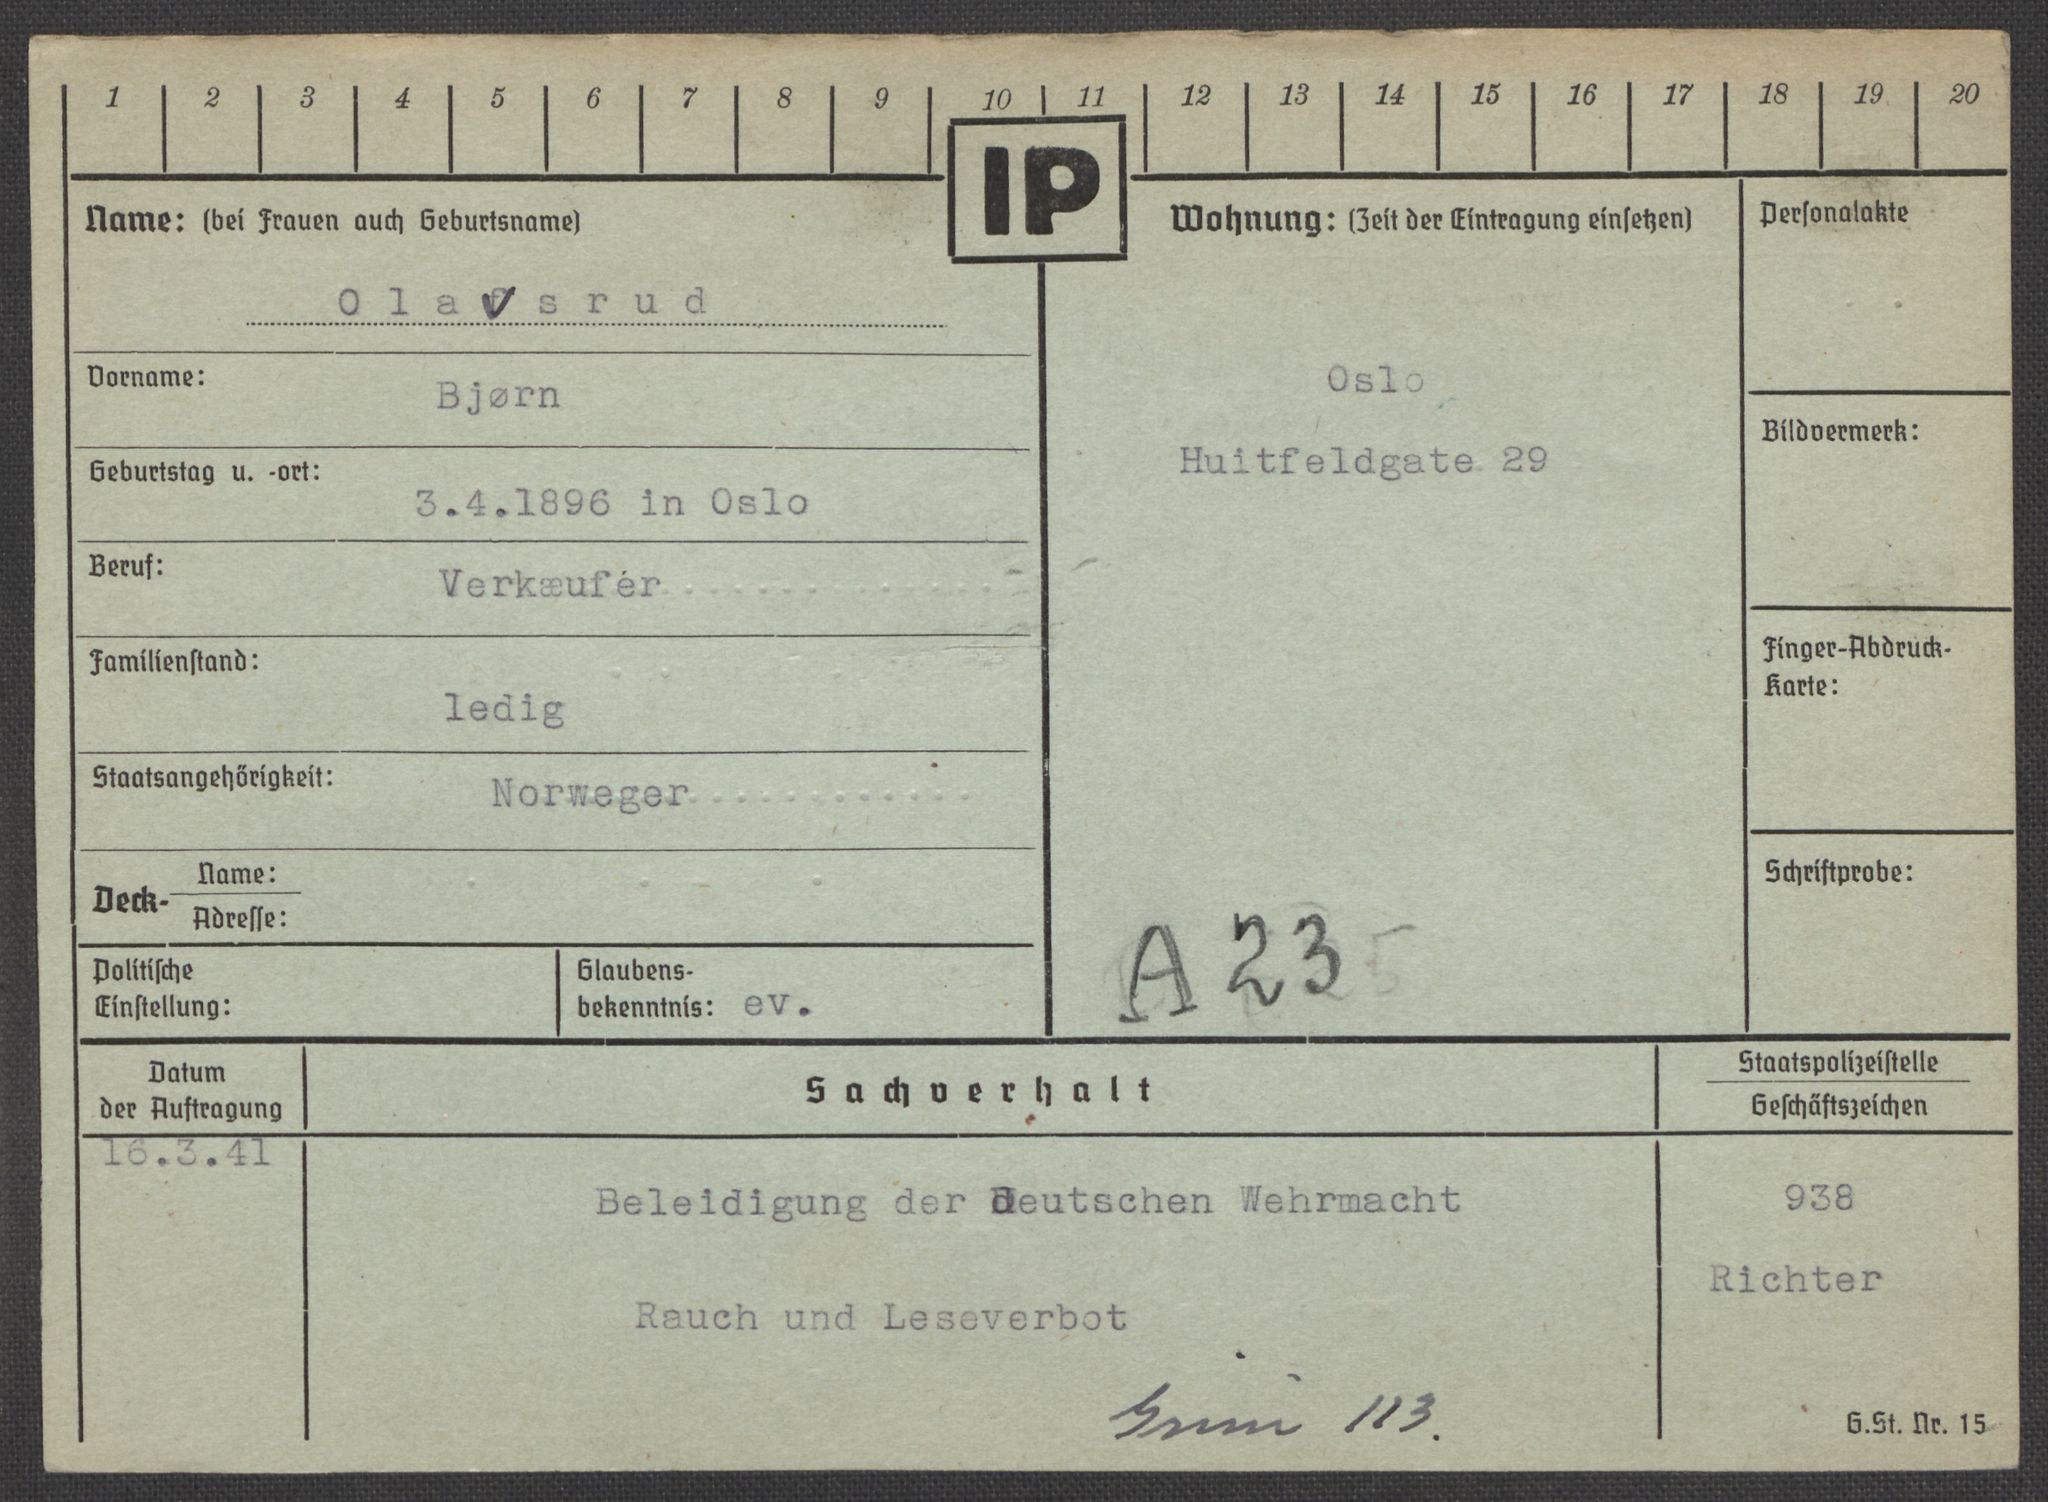 1 2 3 4 5 6 7 8 9 10 11 12 13 14 15 16 17 18 19 20
IP
Name: (bei Frauen auch Geburtsname)
Olavsrud
Vorname:
Bjørn
Geburtstag u. -ort:
3.4.1896 in Oslo
Beruf:
Verkæufer
Familienstand:
ledig
Staatsangehörigkeit:
Norweger
Deck-
Name:
Adresse:
Politische
Einstellung:
Glaubens-
bekenntnis: ev.
Wohnung: (Zeit der Eintragung einsetzen)
Oslo
Huitfeldgate 29
A 23
Personalakte
Bildvermerk:
Finger-Abdruck-
Karte:
Schriftprobe:
Datum
der Auftragung
Sachverhalt
Staatspolizeistelle
Geschäftszeichen
16.3.41
Beleidigung der deutschen Wehrmacht
938
Richter
Rauch und Leseverbot
Grini 113.
G.St. Nr. 15